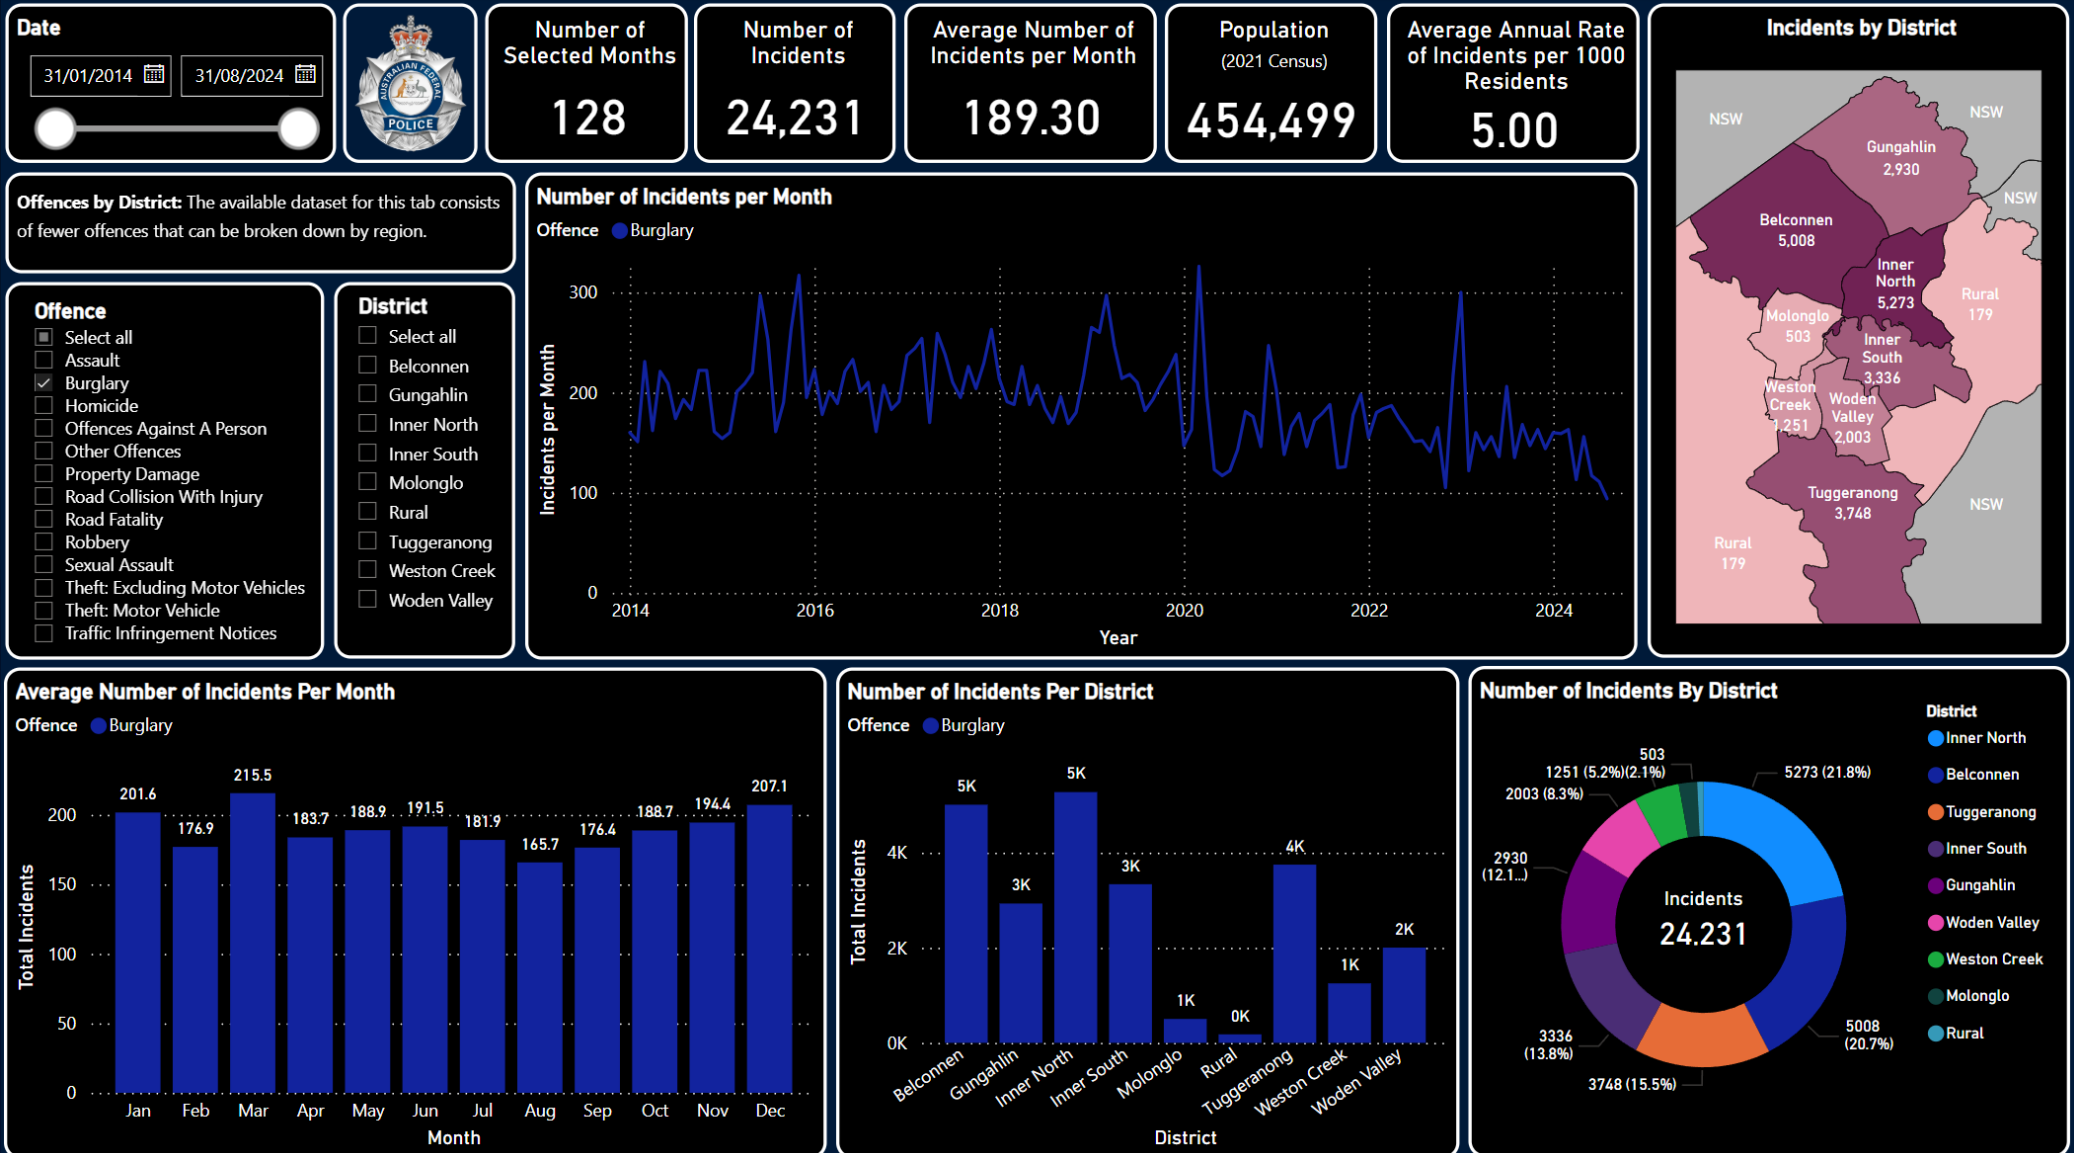 Date
31/01/2014
31/08/2024
AUSTRALIAN FEDERAL
POLICE
Number of
Selected Months
128
Number of
Incidents
24,231
Average Number of
Incidents per Month
189.30
Population
(2021 Census)
454,499
Average Annual Rate
of Incidents per 1000
Residents
5.00
Incidents by District
NSW
NSW
NSW
NSW
Gungahlin
2,930
Belconnen
5,008
Inner
North
5,273
Rural
179
Molonglo
503
Inner
South
3,336
Weston
Creek
1,251
Woden
Valley
2,003
Tuggeranong
3,748
Rural
179
Offences by District: The available dataset for this tab consists
of fewer offences that can be broken down by region.
Offence
Select all
Assault
Burglary
Homicide
Offences Against A Person
Other Offences
Property Damage
Road Collision With Injury
Road Fatality
Robbery
Sexual Assault
Theft: Excluding Motor Vehicles
Theft: Motor Vehicle
Traffic Infringement Notices
District
Select all
Belconnen
Gungahlin
Inner North
Inner South
Molonglo
Rural
Tuggeranong
Weston Creek
Woden Valley
Number of Incidents per Month
Offence Burglary
Incidents per Month
300
200
100
0
2014 2016 2018 2020 2022 2024
Year
Average Number of Incidents Per Month
Offence Burglary
Total Incidents
200
150
100
50
0
201.6 176.9 215.5 183.7 188.9 191.5 181.9 165.7 176.4 188.7 194.4 207.1
Jan Feb Mar Apr May Jun Jul Aug Sep Oct Nov Dec
Month
Number of Incidents Per District
Offence Burglary
Total Incidents
4K
2K
0K
5K 3K 5K 3K 1K 0K 4K 1K 2K
Belconnen Gungahlin Inner North Inner South Molonglo Rural Tuggeranong Weston Creek Woden Valley
District
Number of Incidents By District
503
(2.1%)
1251 (5.2%)
2003 (8.3%)
2930
(12.1...)
3336
(13.8%)
3748 (15.5%)
5008
(20.7%)
5273 (21.8%)
Incidents
24.231
District
Inner North
Belconnen
Tuggeranong
Inner South
Gungahlin
Woden Valley
Weston Creek
Molonglo
Rural